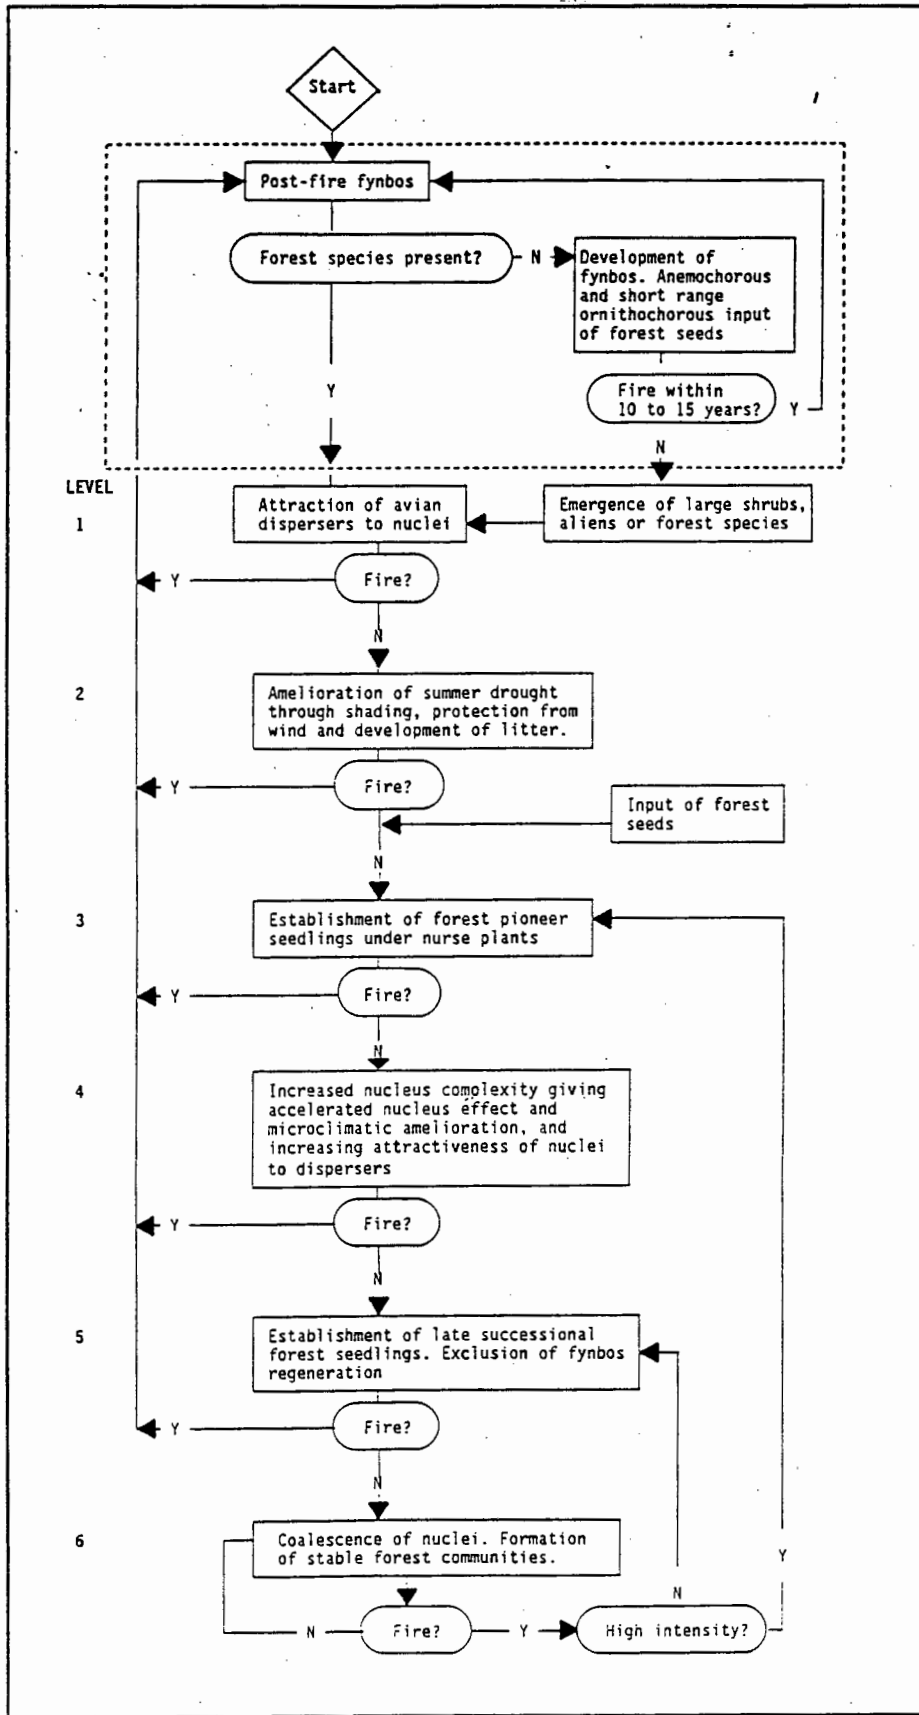 Start
Post-fire fynbos
Forest species present?
N
Development of
fynbos. Anemochorous
and short range
ornithochorous input
of forest seeds
Y
Fire within
10 to 15 years?
Y
N
LEVEL
1
Attraction of avian
dispersers to nuclei
Emergence of large shrubs,
aliens or forest species
Y
Fire?
N
2
Amelioration of summer drought
through shading, protection from
wind and development of litter.
Y
Fire?
Input of forest
seeds
N
3
Establishment of forest pioneer
seedlings under nurse plants
Y
Fire?
N
4
Increased nucleus complexity giving
accelerated nucleus effect and
microclimatic amelioration, and
increasing attractiveness of nuclei
to dispersers
Y
Fire?
N
5
Establishment of late successional
forest seedlings. Exclusion of fynbos
regeneration
Y
Fire?
N
6
Coalescence of nuclei. Formation
of stable forest communities.
Y
N
N
Fire?
Y
High intensity?